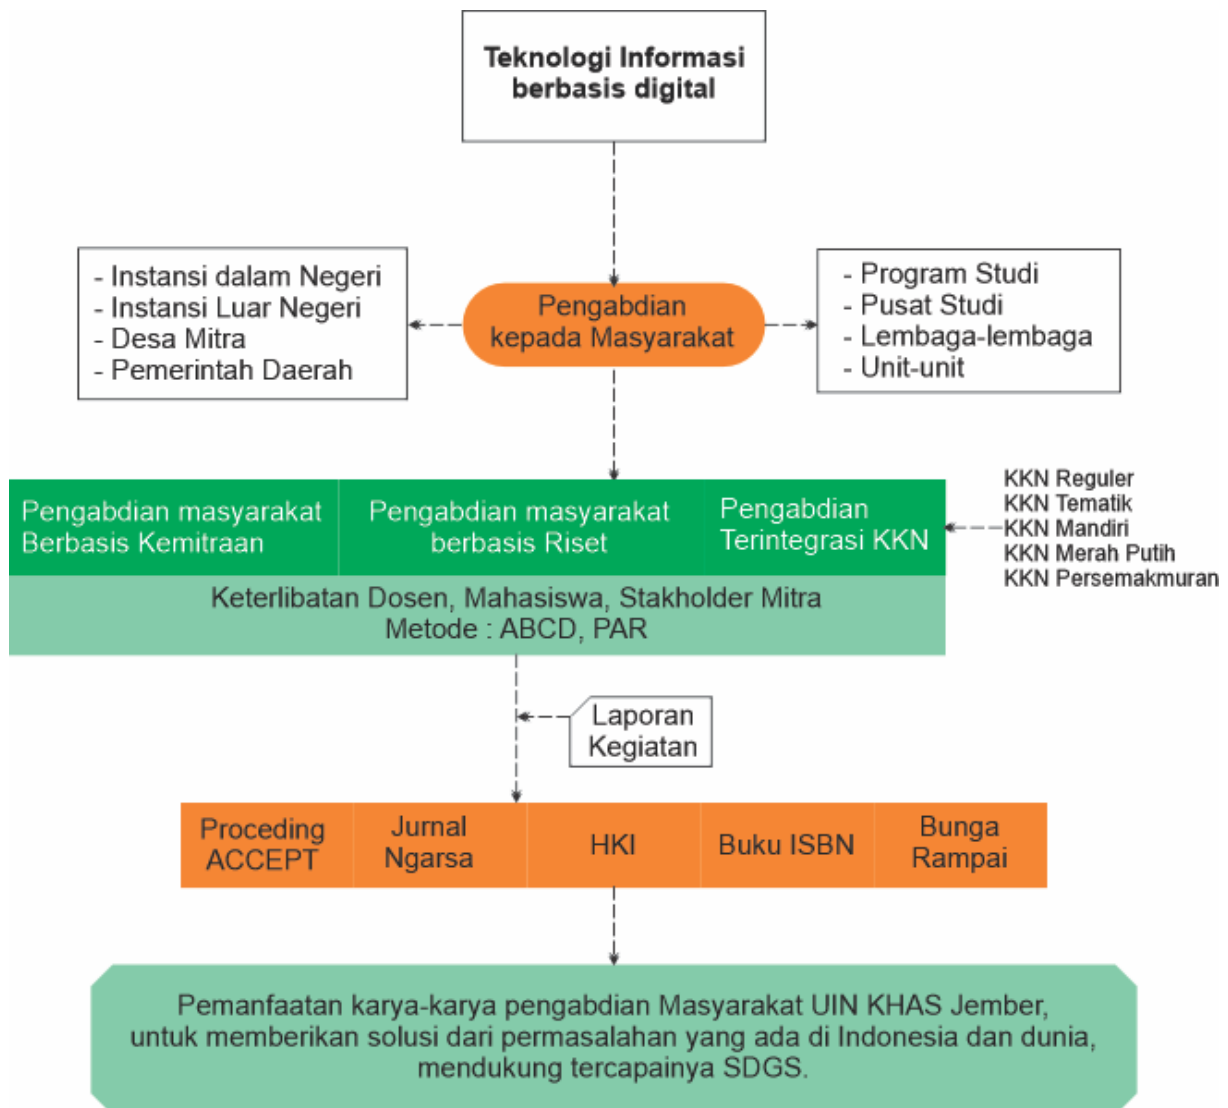 Teknologi Informasi
berbasis digital
- Instansi dalam Negeri
- Instansi Luar Negeri
- Desa Mitra
- Pemerintah Daerah
Pengabdian
kepada Masyarakat
- Program Studi
- Pusat Studi
- Lembaga-lembaga
- Unit-unit
Pengabdian masyarakat
Berbasis Kemitraan
Pengabdian masyarakat
berbasis Riset
Pengabdian
Terintegrasi KKN
KKN Reguler
KKN Tematik
KKN Mandiri
KKN Merah Putih
KKN Persemakmuran
Keterlibatan Dosen, Mahasiswa, Stakholder Mitra
Metode : ABCD, PAR
Laporan
Kegiatan
Proceding
ACCEPT
Jurnal
Ngarsa
HKI
Buku ISBN
Bunga
Rampai
Pemanfaatan karya-karya pengabdian Masyarakat UIN KHAS Jember,
untuk memberikan solusi dari permasalahan yang ada di Indonesia dan dunia,
mendukung tercapainya SDGS.